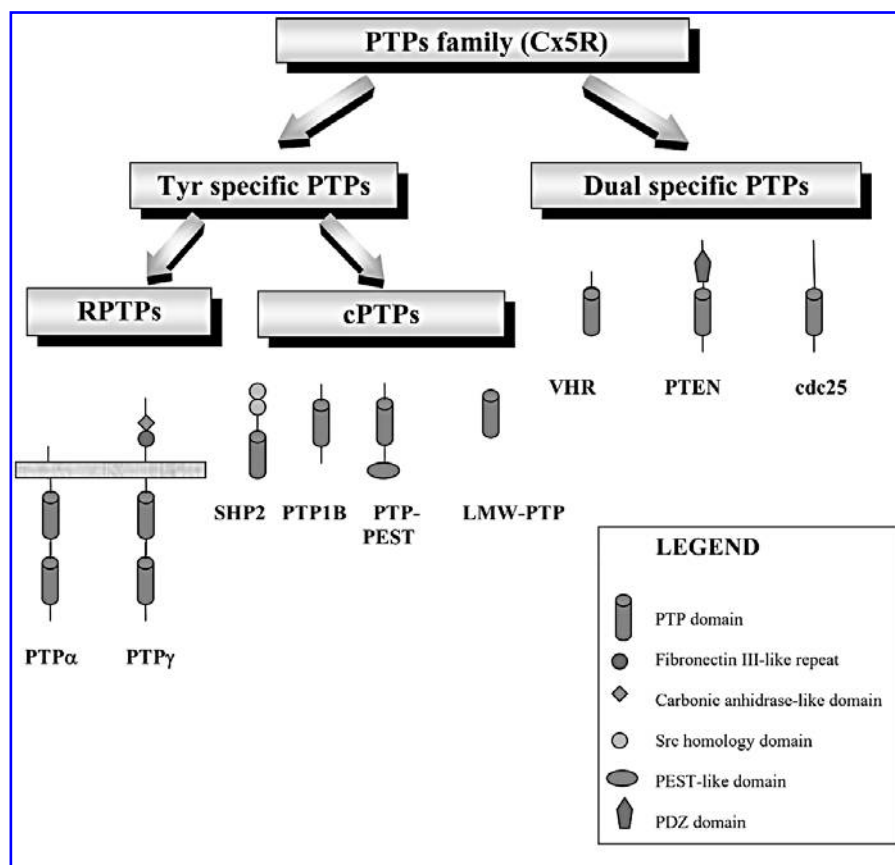 PTPs family (Cx5R)
Tyr specific PTPs
Dual specific PTPs
RPTPs
cPTPs
VHR
PTEN
cdc25
SHP2
PTP1B
PTP-
PEST
LMW-PTP
PTPα
PTPγ
LEGEND
PTP domain
Fibronectin III-like repeat
Carbonic anhidrase-like domain
Src homology domain
PEST-like domain
PDZ domain